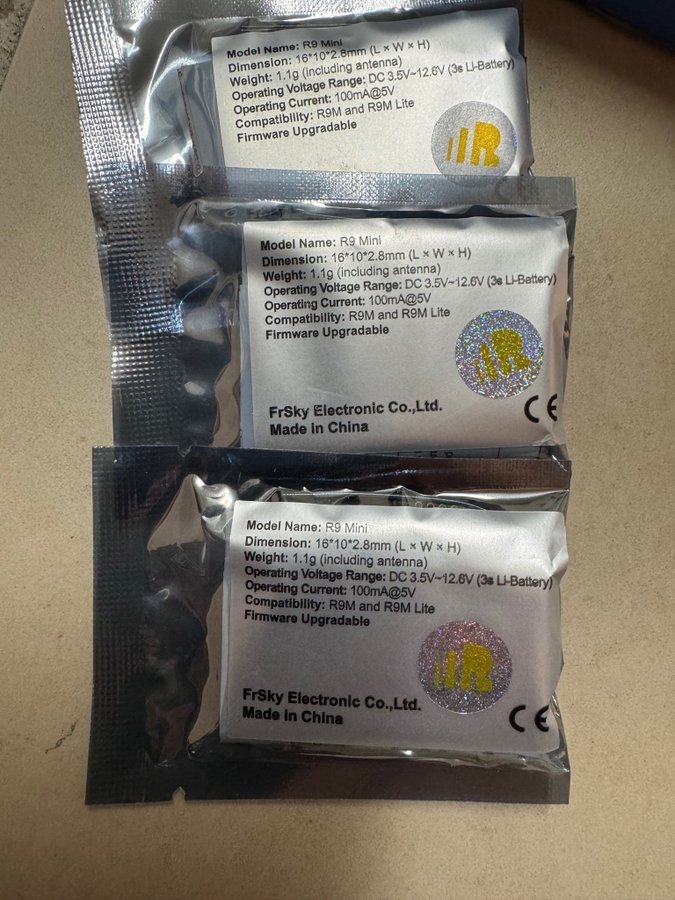 Model Name: R9 Mini
Dimension: 16*10*2.8mm (L × W × H)
Weight: 1.1g (including antenna)
Operating Voltage Range: DC 3.5V~12.6V (3s Li-Battery)
Operating Current: 100mA@5V
Compatibility: R9M and R9M Lite
Firmware Upgradable
R
FrSky
Model Name: R9 Mini
Dimension: 16*10*2.8mm (L × W × H)
Weight: 1.1g (including antenna)
Operating Voltage Range: DC 3.5V~12.6V (3s Li-Battery)
Operating Current: 100mA@5V
Compatibility: R9M and R9M Lite
Firmware Upgradable
R
FrSky Electronic Co.,Ltd.
Made in China
CE
Model Name: R9 Mini
Dimension: 16*10*2.8mm (L × W × H)
Weight: 1.1g (including antenna)
Operating Voltage Range: DC 3.5V~12.6V (3s Li-Battery)
Operating Current: 100mA@5V
Compatibility: R9M and R9M Lite
Firmware Upgradable
R
FrSky Electronic Co.,Ltd.
Made in China
CE